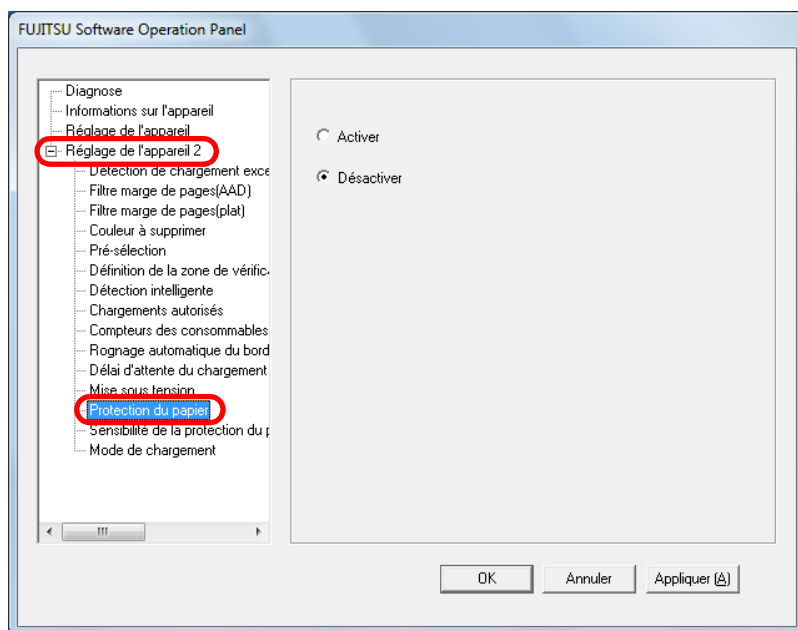 FUJITSU Software Operation Panel
Diagnose
Informations sur l'appareil
Réglage de l'appareil
Réglage de l'appareil 2
Détection de chargement exce
Filtre marge de pages(AAD)
Filtre marge de pages(plat)
Couleur à supprimer
Pré-sélection
Définition de la zone de vérific
Détection intelligente
Chargements autorisés
Compteurs des consommables
Rognage automatique du bord
Délai d'attente du chargement
Mise sous tension
Protection du papier
Sensibilité de la protection du p
Mode de chargement
Activer
Désactiver
OK
Annuler
Appliquer (A)